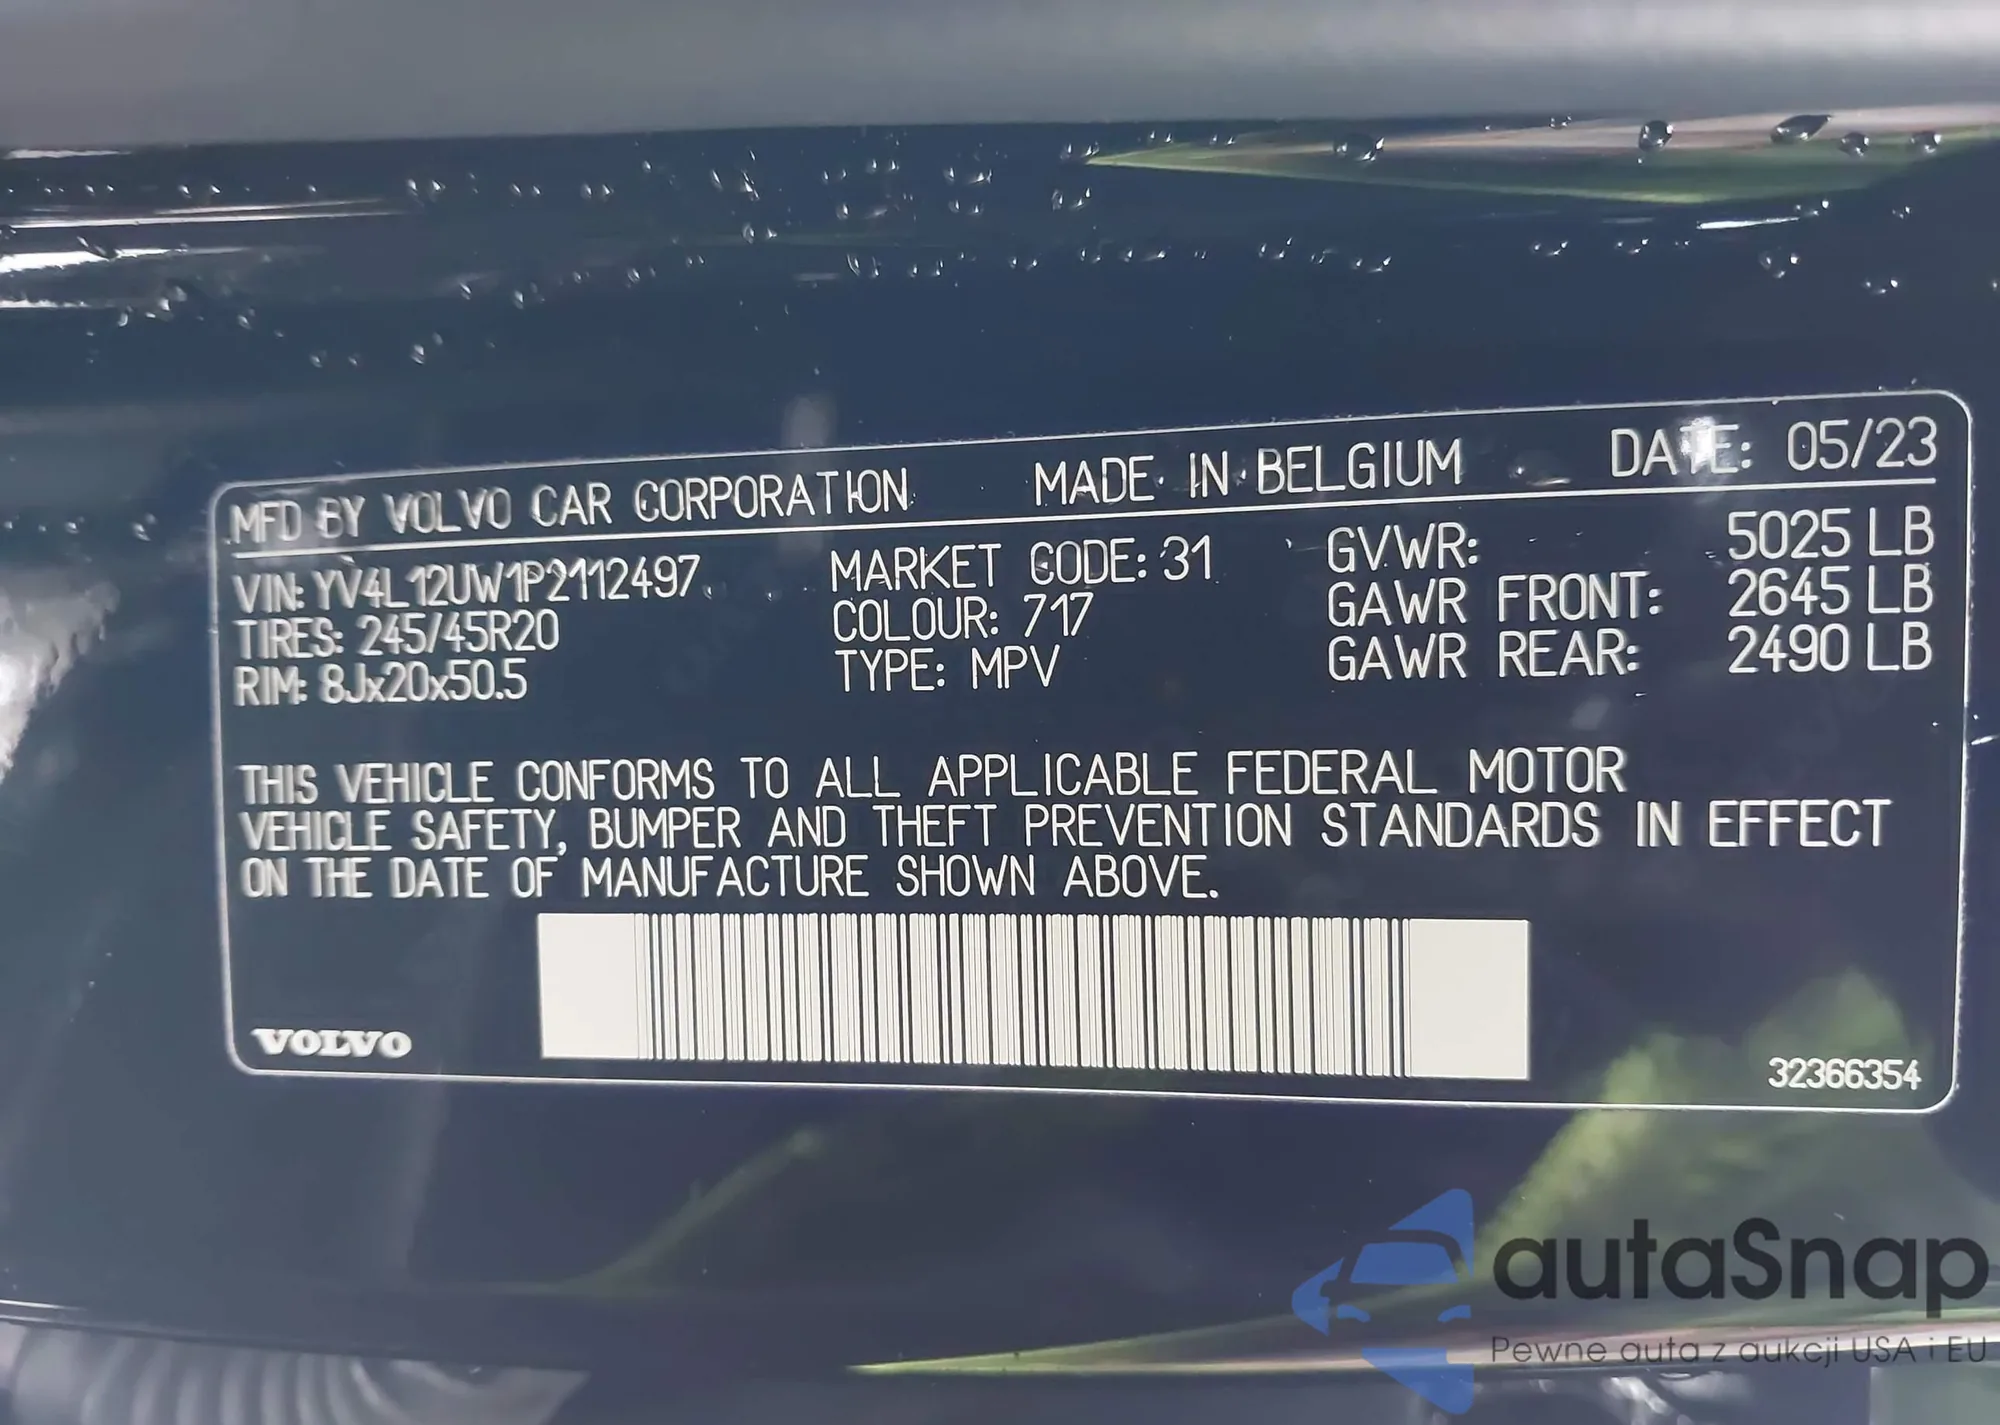 MFD BY VOLVO CAR CORPORATION MADE IN BELGIUM DATE: 05/23
VIN: YV4L12UW1P2112497 MARKET CODE: 31 GVWR: 5025 LB
TIRES: 245/45R20 COLOUR: 717 GAWR FRONT: 2645 LB
RIM: 8Jx20x50.5 TYPE: MPV GAWR REAR: 2490 LB
THIS VEHICLE CONFORMS TO ALL APPLICABLE FEDERAL MOTOR
VEHICLE SAFETY, BUMPER AND THEFT PREVENTION STANDARDS IN EFFECT
ON THE DATE OF MANUFACTURE SHOWN ABOVE.
VOLVO
32366354
autaSnap
Pewne auta z aukcji USA i EU